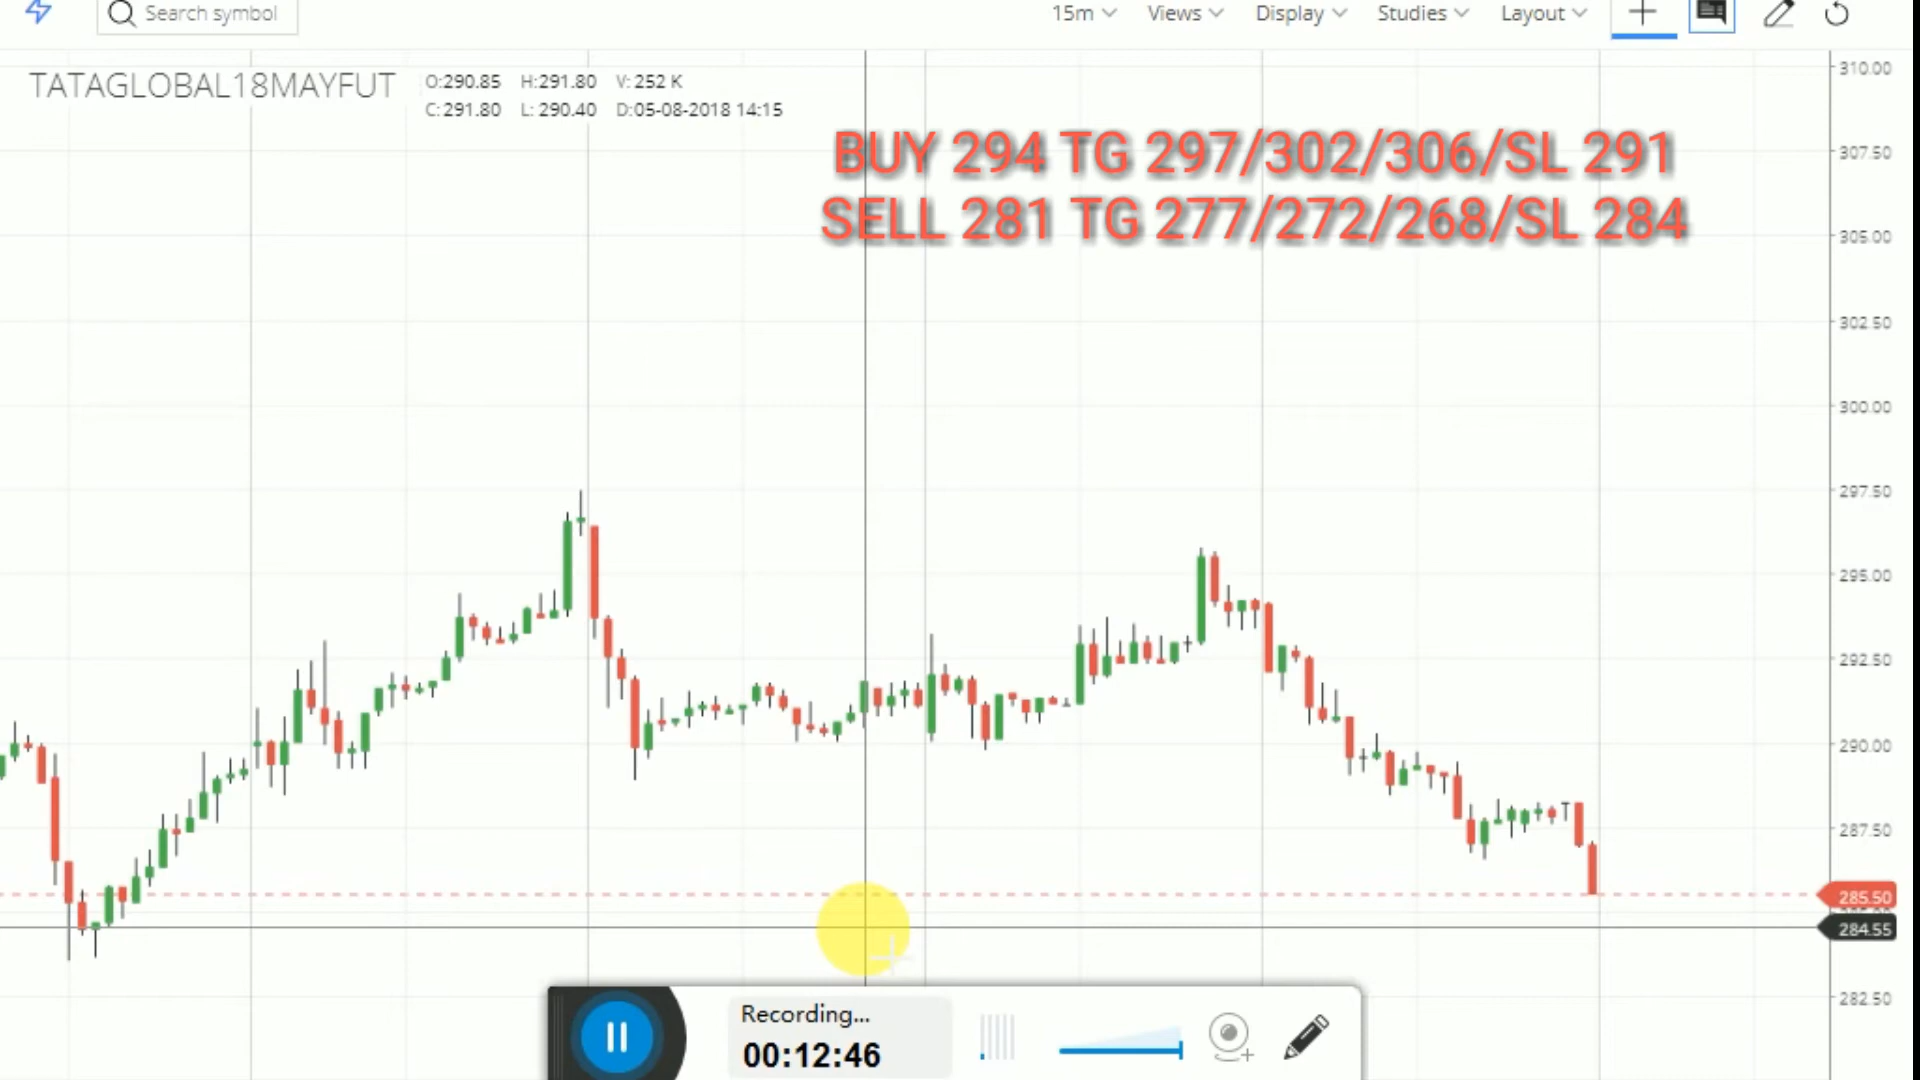 Search symbol
15m
Views
Display
Studies
Layout
TATAGLOBAL18MAYFUT
O:290.85 H:291.80 V: 252 K
C:291.80 L: 290.40 D:05-08-2018 14:15
BUY 294 TG 297/302/306/SL 291
SELL 281 TG 277/272/268/SL 284
310.00
307.50
305.00
302.50
300.00
297.50
295.00
292.50
290.00
287.50
285.50
284.55
282.50
Recording...
00:12:46